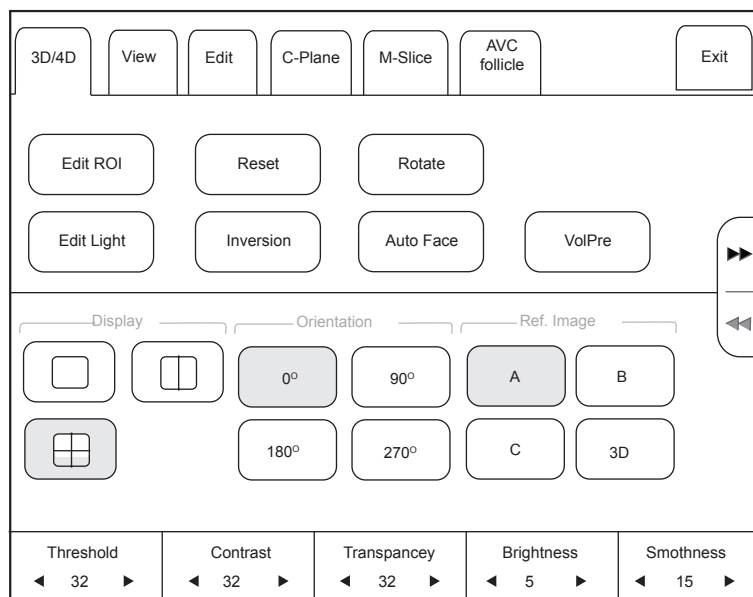 3D/4D
View
Edit
C-Plane
M-Slice
AVC
follicle
Exit
Edit ROI
Reset
Rotate
Edit Light
Inversion
Auto Face
VolPre
Display
Orientation
Ref. Image
0°
90°
A
B
180°
270°
C
3D
Threshold
Contrast
Transpancey
Brightness
Smothness
32
32
32
5
15